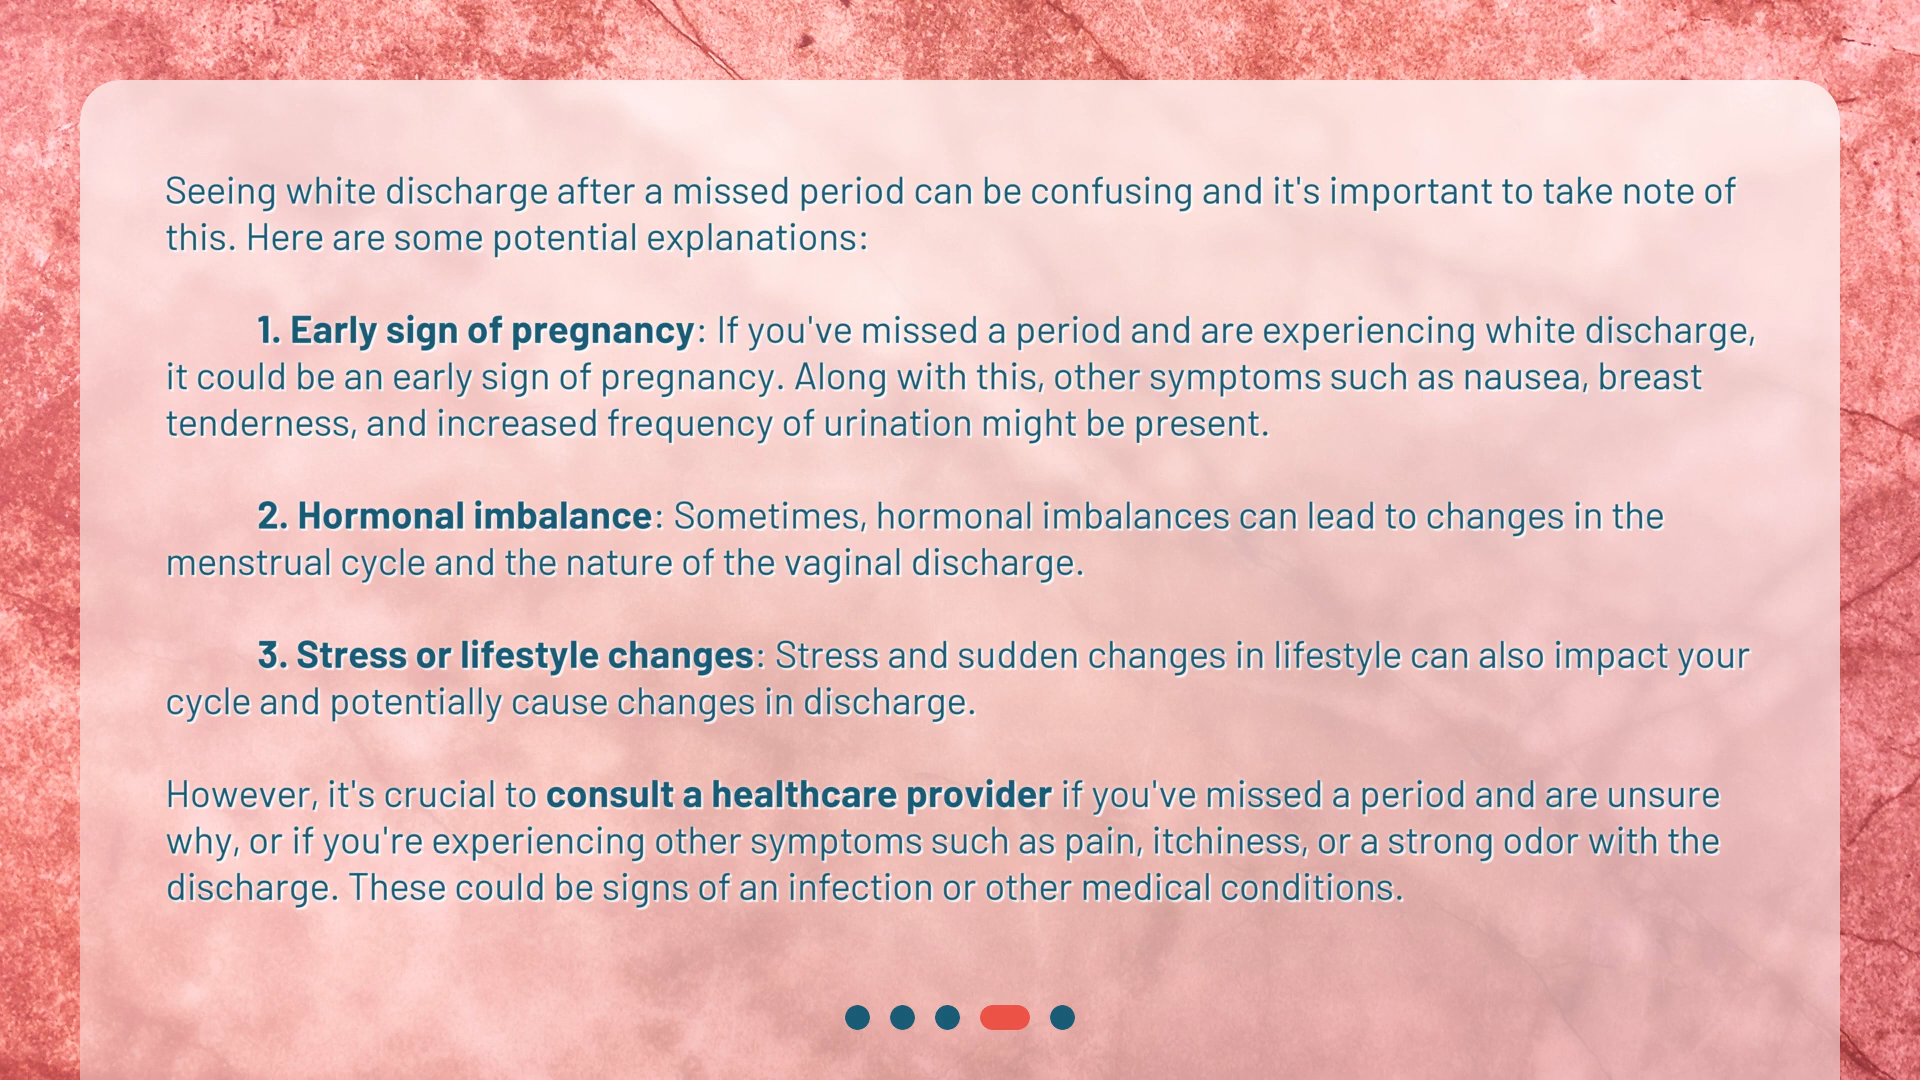 Seeing white discharge after a missed period can be confusing and it's important to take note of
this. Here are some potential explanations:
1. Early sign of pregnancy: If you've missed a period and are experiencing white discharge,
it could be an early sign of pregnancy. Along with this, other symptoms such as nausea, breast
tenderness, and increased frequency of urination might be present.
2. Hormonal imbalance: Sometimes, hormonal imbalances can lead to changes in the
menstrual cycle and the nature of the vaginal discharge.
3. Stress or lifestyle changes: Stress and sudden changes in lifestyle can also impact your
cycle and potentially cause changes in discharge.
However, it's crucial to consult a healthcare provider if you've missed a period and are unsure
why, or if you're experiencing other symptoms such as pain, itchiness, or a strong odor with the
discharge. These could be signs of an infection or other medical conditions.